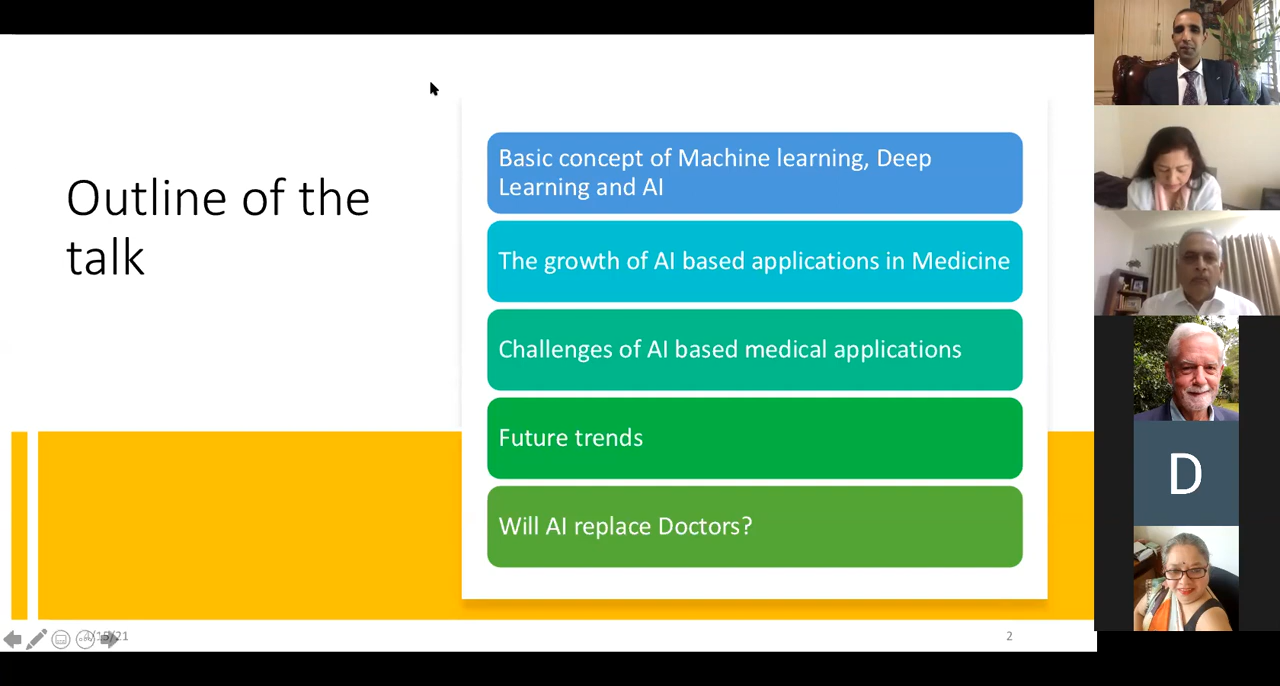 Outline of the
talk
Basic concept of Machine learning, Deep
Learning and AI
The growth of AI based applications in Medicine
Challenges of AI based medical applications
Future trends
Will AI replace Doctors?
2
D